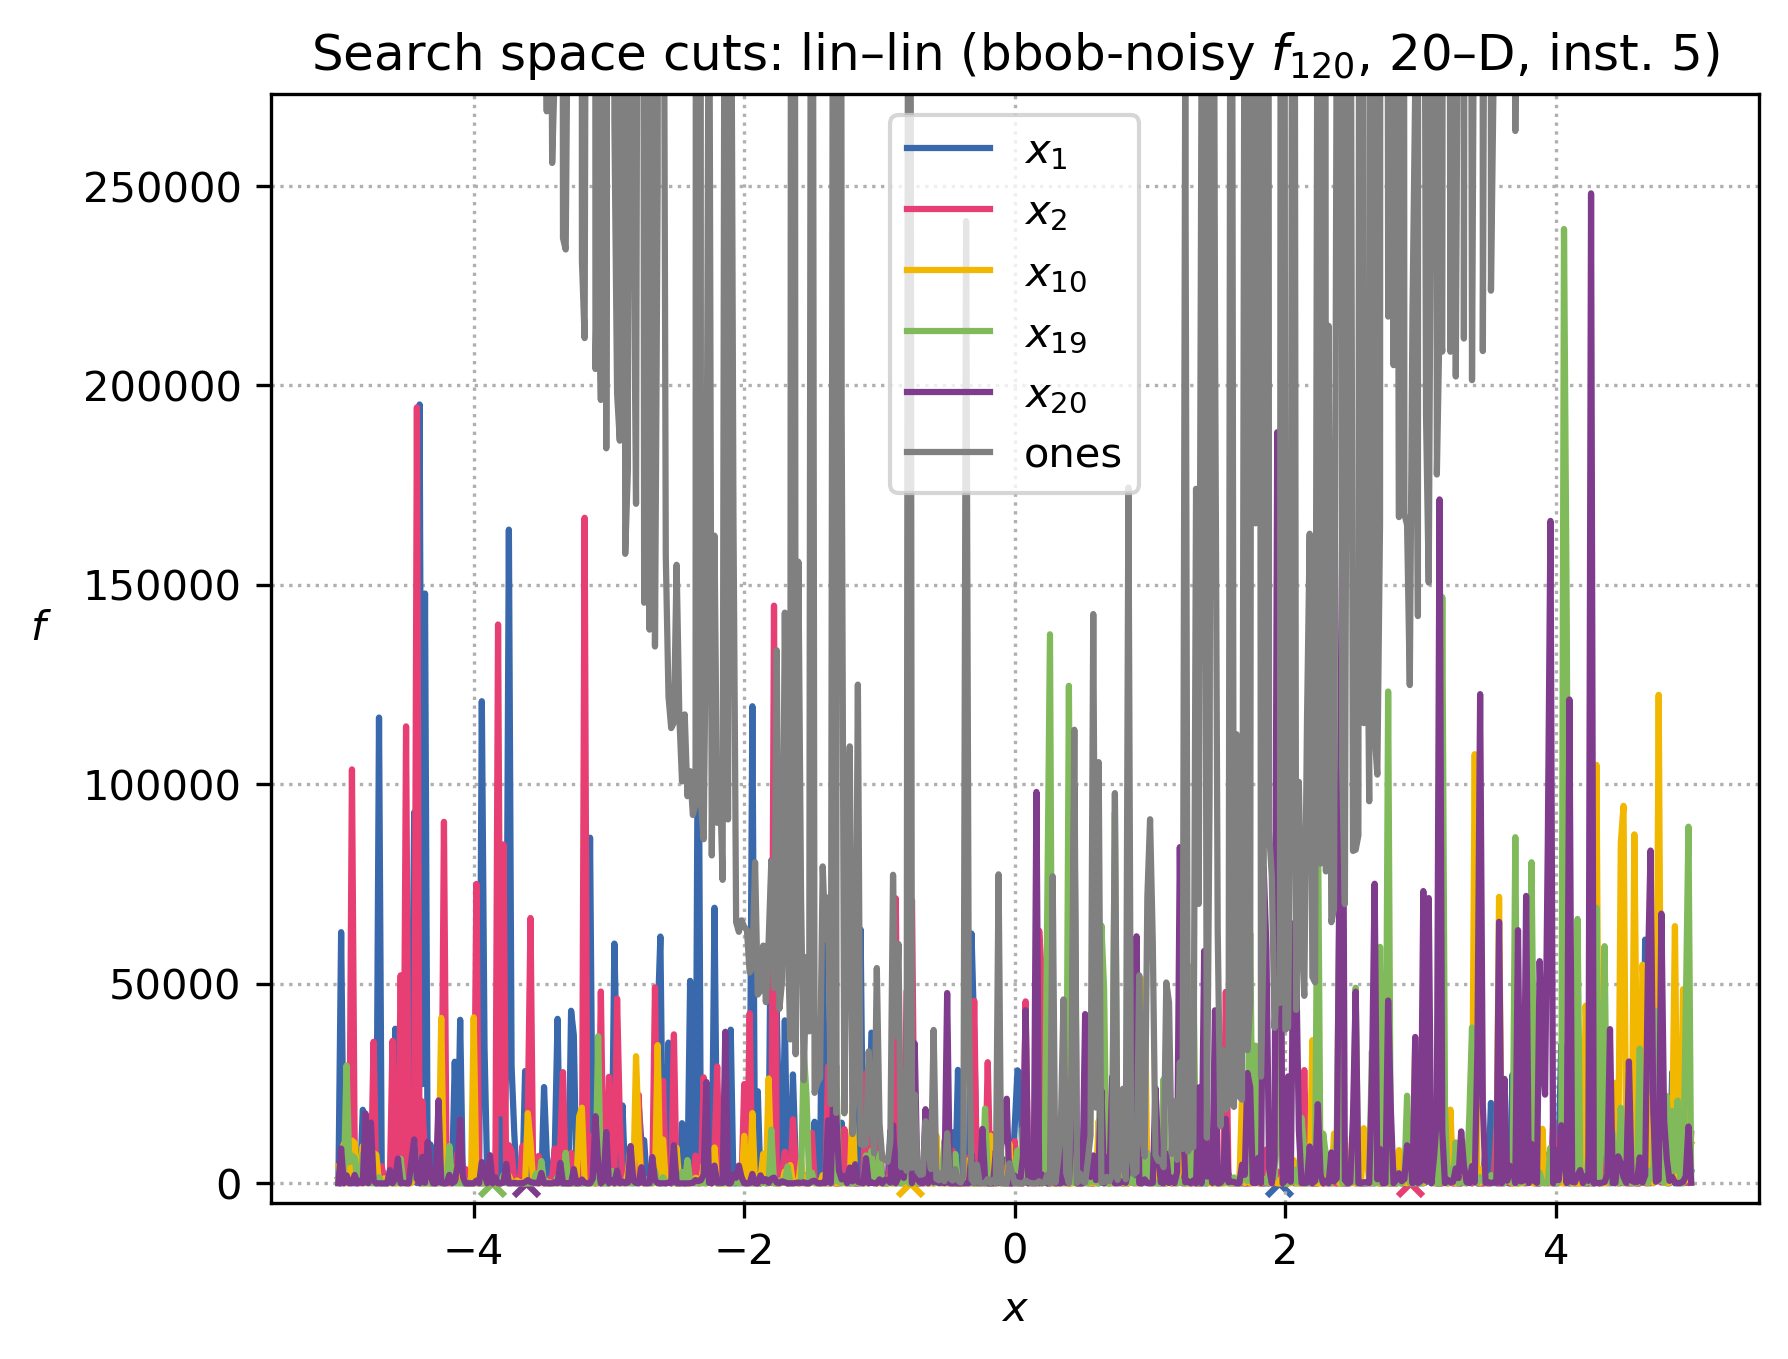 Search space cuts: lin–lin (bbob-noisy f120, 20–D, inst. 5)
x1
x2
x10
x19
x20
ones
250000
200000
150000
100000
50000
0
f
−4 −2 0 2 4
x